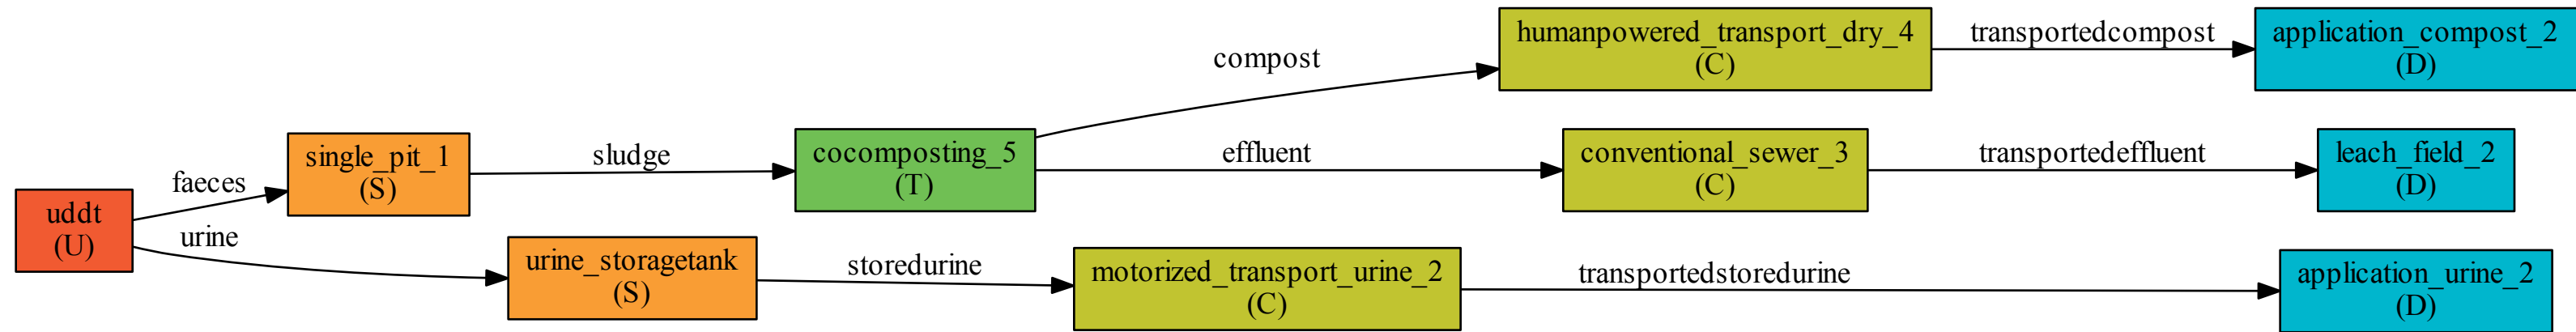 humanpowered_transport_dry_4
(C)
transportedcompost
application_compost_2
(D)
compost
single_pit_1
(S)
sludge
cocomposting_5
(T)
effluent
conventional_sewer_3
(C)
transportedeffluent
leach_field_2
(D)
faeces
uddt
(U)
urine
urine_storagetank
(S)
storedurine
motorized_transport_urine_2
(C)
transportedstoredurine
application_urine_2
(D)